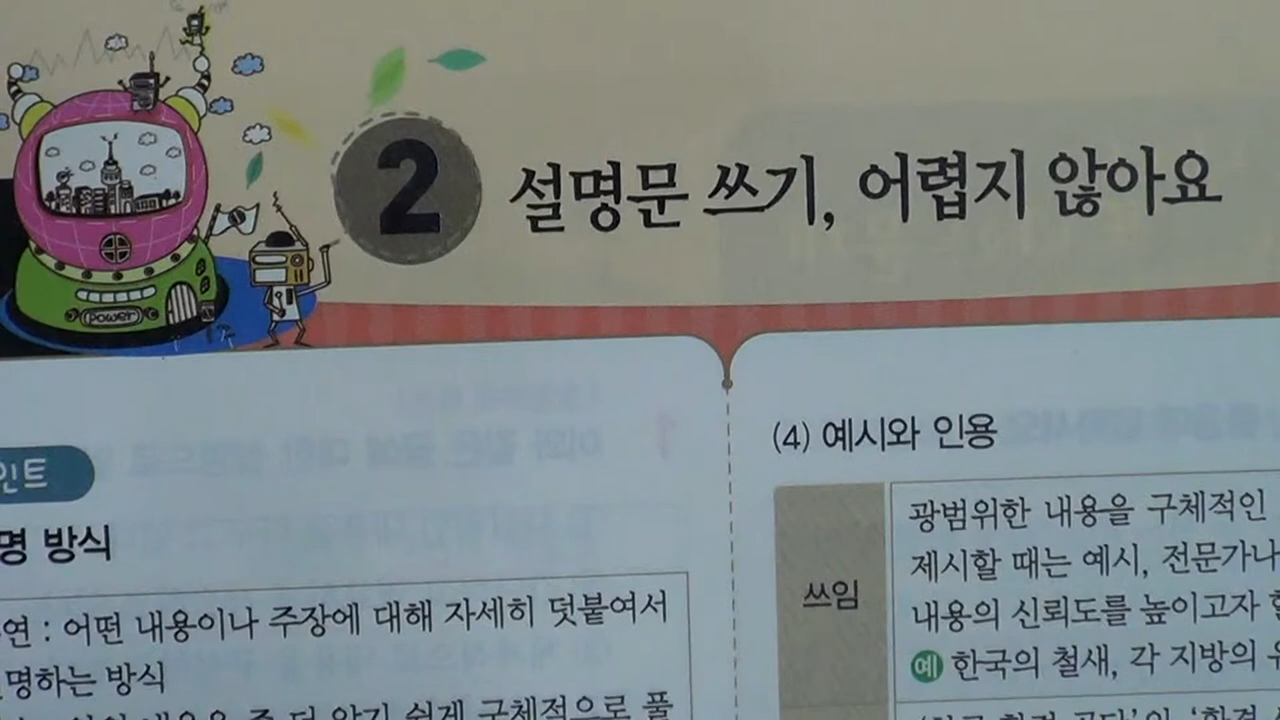 2 설명문 쓰기, 어렵지 않아요
power
인트
명 방식
연 : 어떤 내용이나 주장에 대해 자세히 덧붙여서
명하는 방식
(4) 예시와 인용
쓰임
광범위한 내용을 구체적인
제시할 때는 예시, 전문가나
내용의 신뢰도를 높이고자
예 한국의 철새, 각 지방의